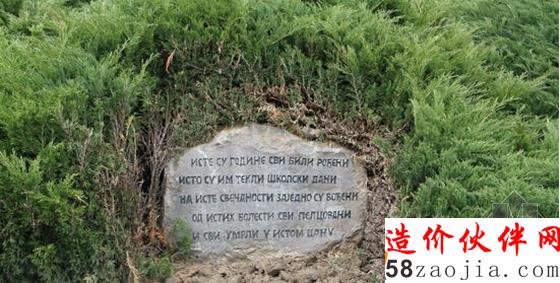 ИСТЕ СУ ГОДИНЕ СВИ БИЛИ РОЂЕНИ
ИСТО СУ ИМ ТЕКЛИ ШКОЛСКИ ДАНИ
НА ИСТЕ СВЕЧАНОСТИ ЗАЈЕДНО СУ ВОЂЕНИ
ОД ИСТИХ БОЛЕСТИ СВИ ПЕЛЦОВАНИ
И СВИ УМРЛИ У ИСТОМ ДАНУ.
造价伙伴网
58zaojia.com